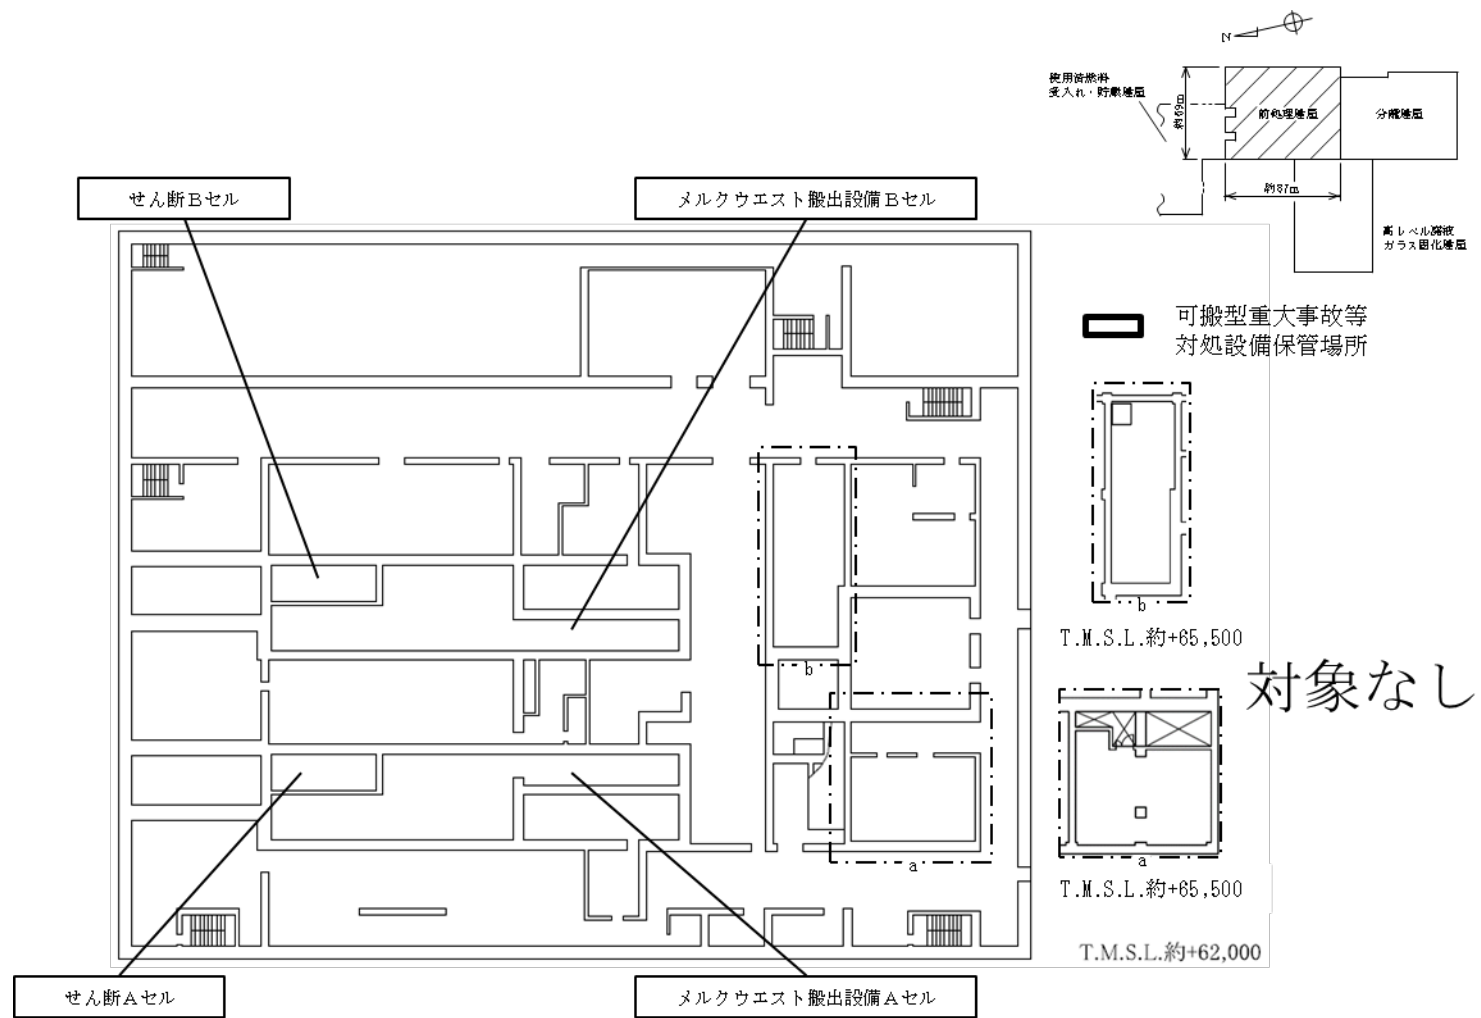 N
使用済燃料
受入れ・貯蔵建屋
約69m
前処理建屋
分離建屋
約87m
高レベル廃液
ガラス固化建屋
せん断Bセル
メルクウエスト搬出設備Bセル
可搬型重大事故等
対処設備保管場所
b
T.M.S.L.約+65,500
b
対象なし
a
a
T.M.S.L.約+65,500
T.M.S.L.約+62,000
せん断Aセル
メルクウエスト搬出設備Aセル